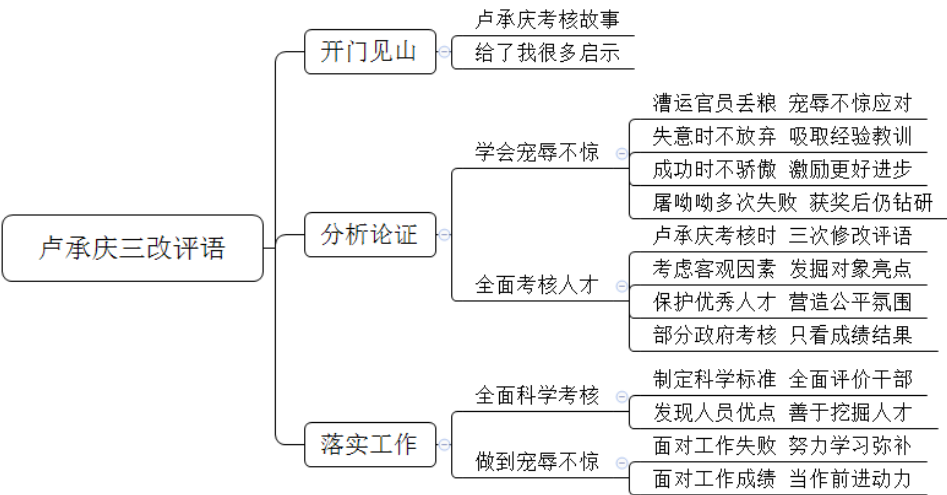 卢承庆三改评语
开门见山
卢承庆考核故事
给了我很多启示
分析论证
学会宠辱不惊
漕运官员丢粮 宠辱不惊应对
失意时不放弃 吸取经验教训
成功时不骄傲 激励更好进步
屠呦呦多次失败 获奖后仍钻研
全面考核人才
卢承庆考核时 三次修改评语
考虑客观因素 发掘对象亮点
保护优秀人才 营造公平氛围
部分政府考核 只看成绩结果
落实工作
全面科学考核
制定科学标准 全面评价干部
发现人员优点 善于挖掘人才
做到宠辱不惊
面对工作失败 努力学习弥补
面对工作成绩 当作前进动力